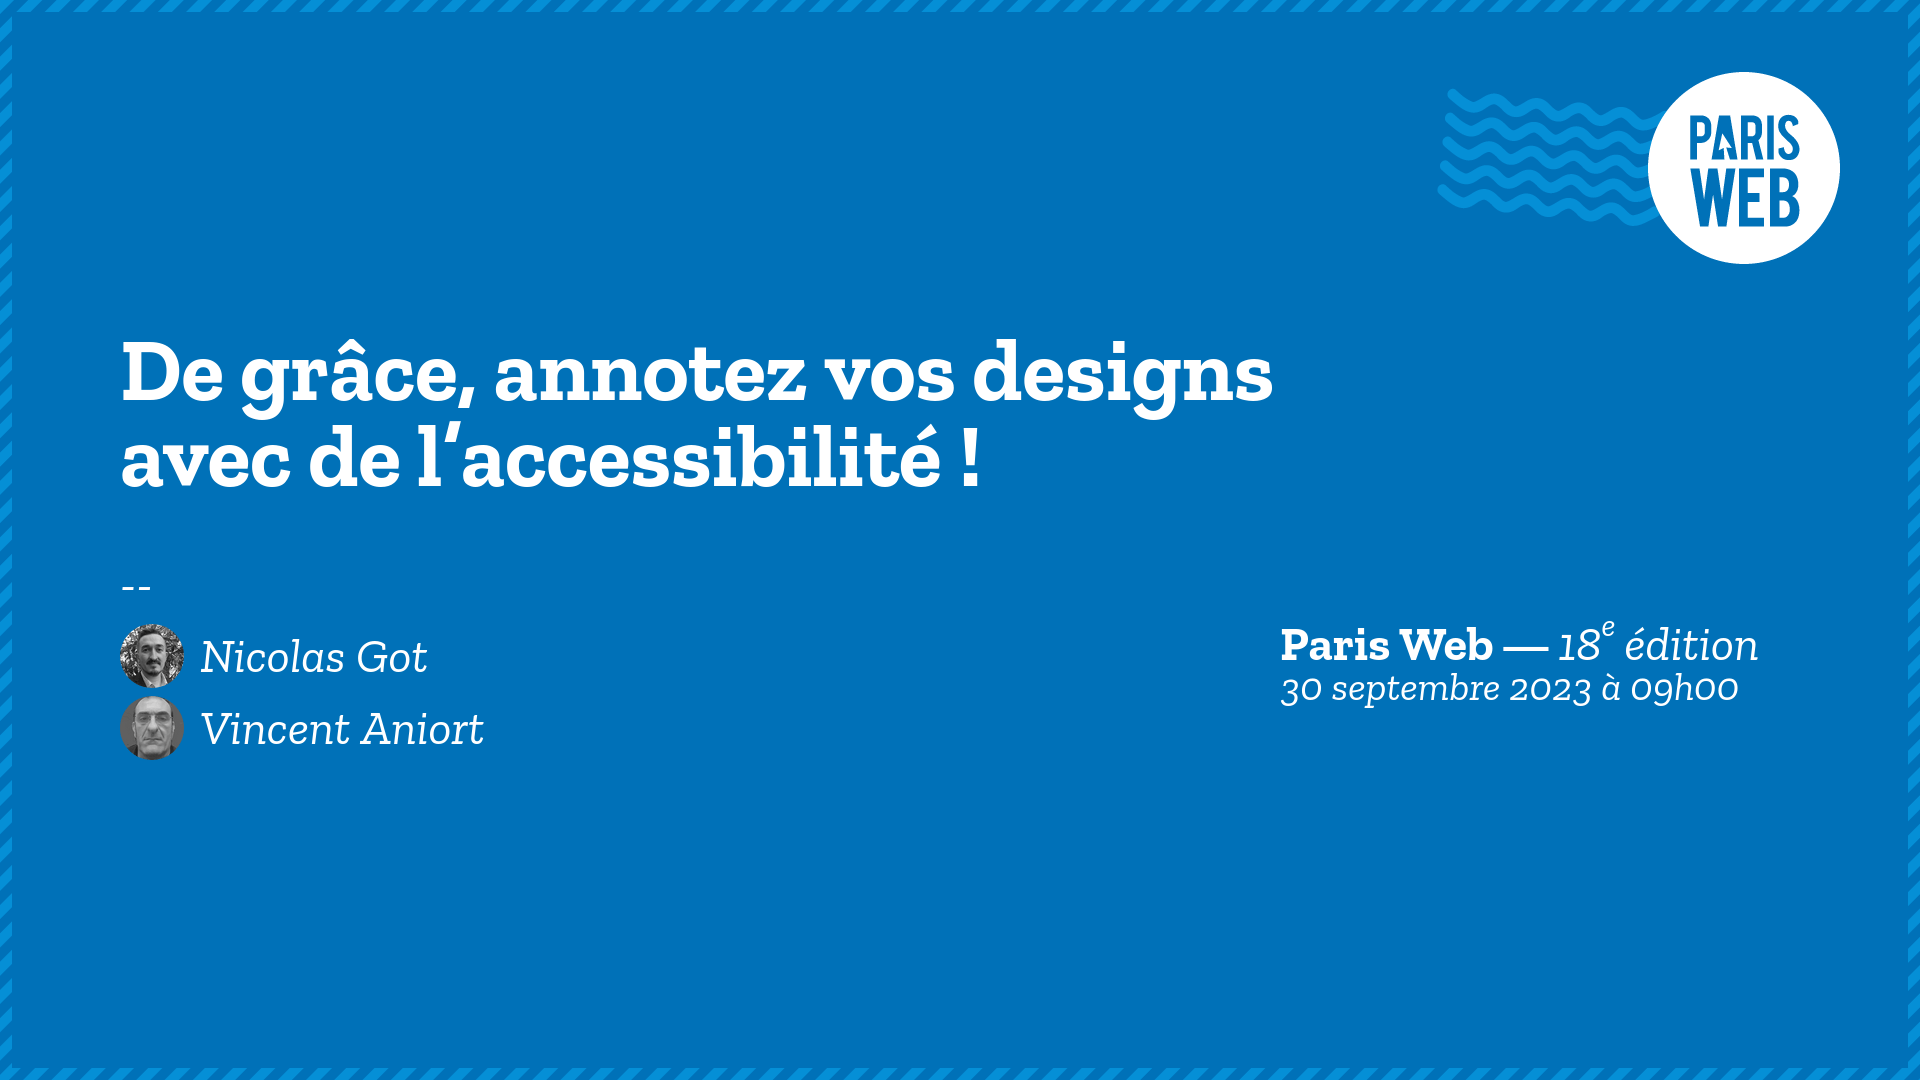 PARIS
WEB
De grâce, annotez vos designs
avec de l’accessibilité !
--
Nicolas Got
Vincent Aniort
Paris Web — 18e édition
30 septembre 2023 à 09h00